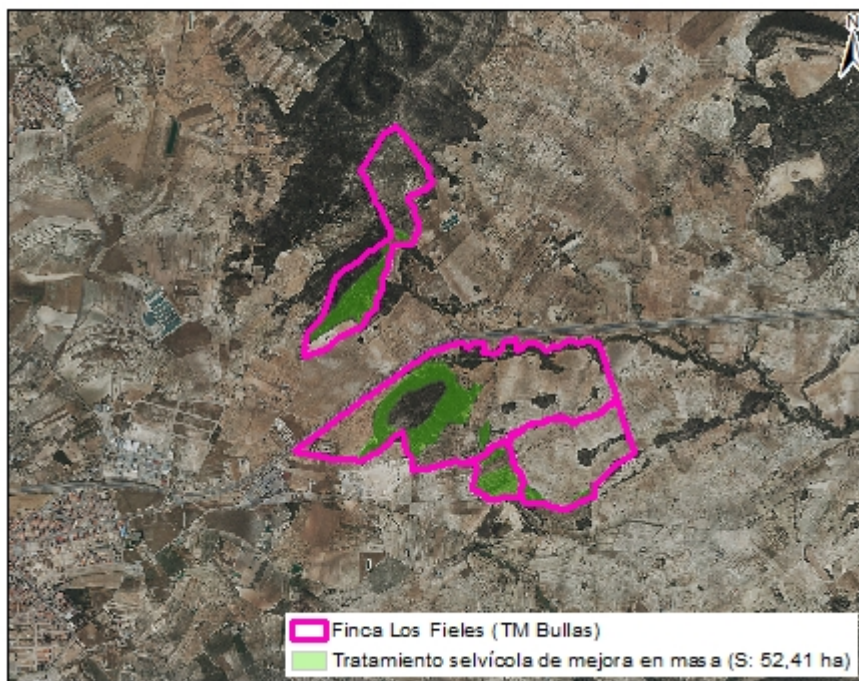 N
Finca Los Fieles (TM Bullas)
Tratamiento selvícola de mejora en masa (S: 52,41 ha)